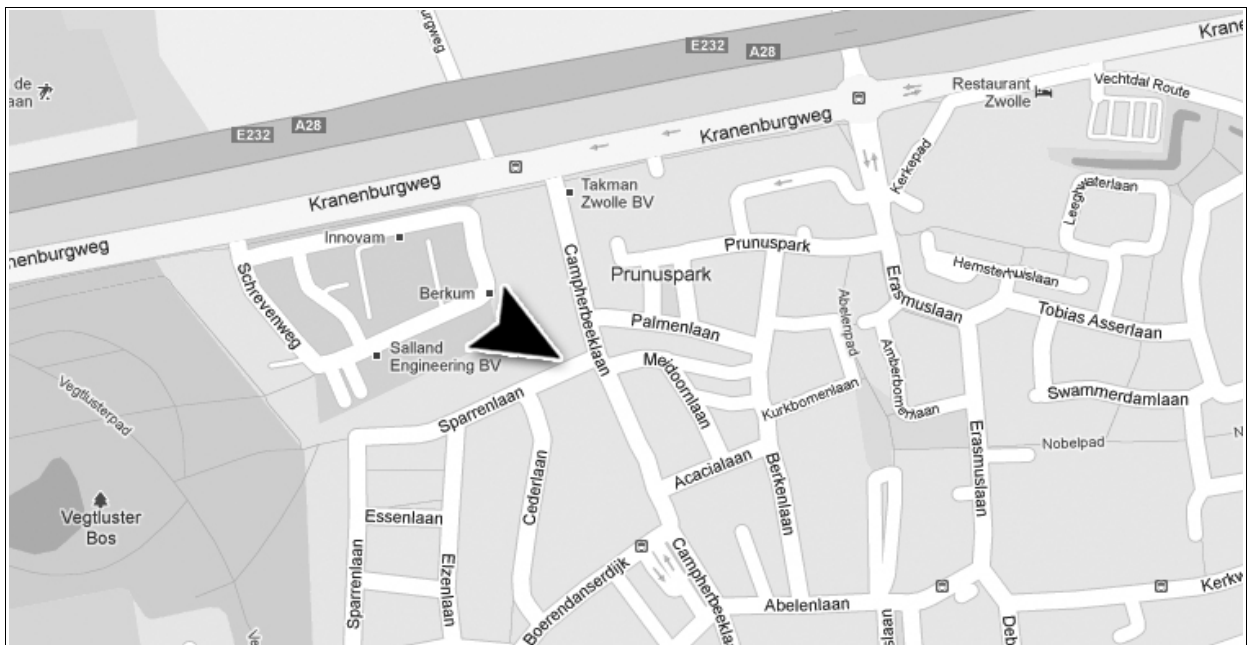 E232
A28
Kranenburgweg
Restaurant
Zwolle
Vechtdal Route
E232
A28
Kranenburgweg
Kerkepad
Kranenburgweg
Takman
Zwolle BV
Innovam
Prunuspark
Prunuspark
Schrevenweg
Campherbeeklaan
Berkum
Erasmuslaan
Hemsterhuislaan
Tobias Asserlaan
Abelenpad
Palmenlaan
Salland
Engineering BV
Meidoornlaan
Amberbomenlaan
Kurkbomenlaan
Swammerdamlaan
Vegtlusterpad
Sparrenlaan
Nobelpad
Erasmuslaan
Acacialaan
Berkenlaan
Cederlaan
Vegtluster
Bos
Essenlaan
Sparrenlaan
Elzenlaan
Boerendanserdijk
Abelenlaan